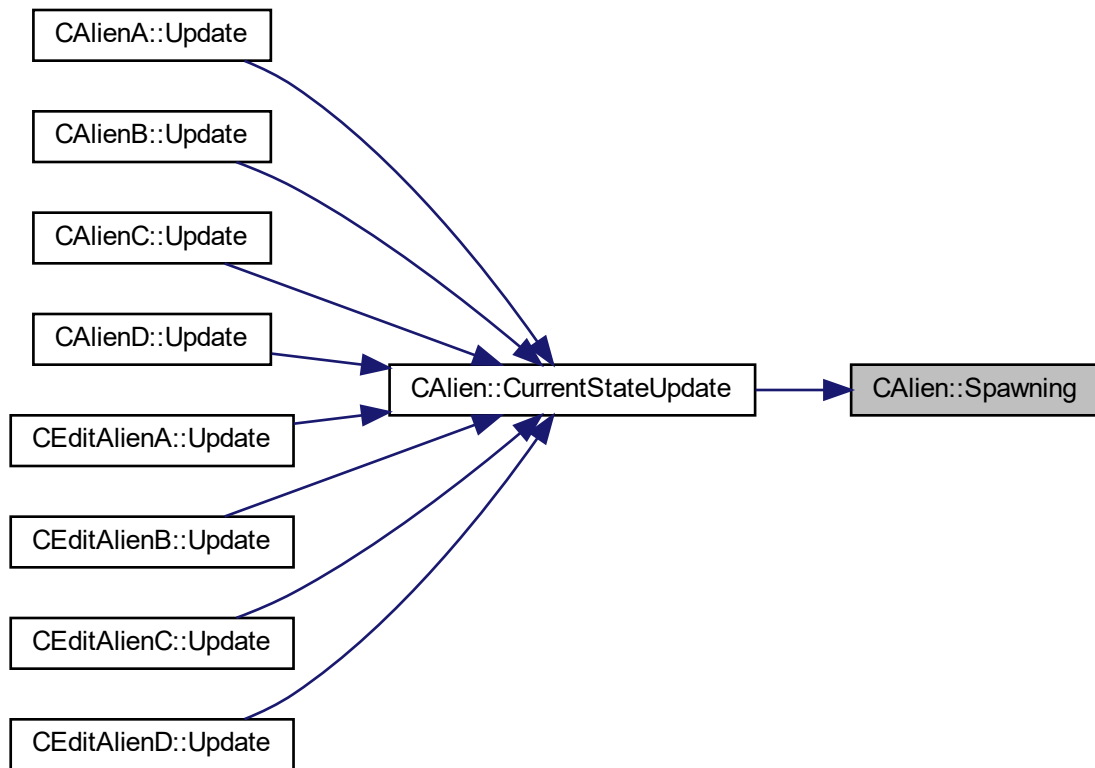 CAlienA::Update
CAlienB::Update
CAlienC::Update
CAlienD::Update
CAlien::CurrentStateUpdate
CAlien::Spawning
CEditAlienA::Update
CEditAlienB::Update
CEditAlienC::Update
CEditAlienD::Update